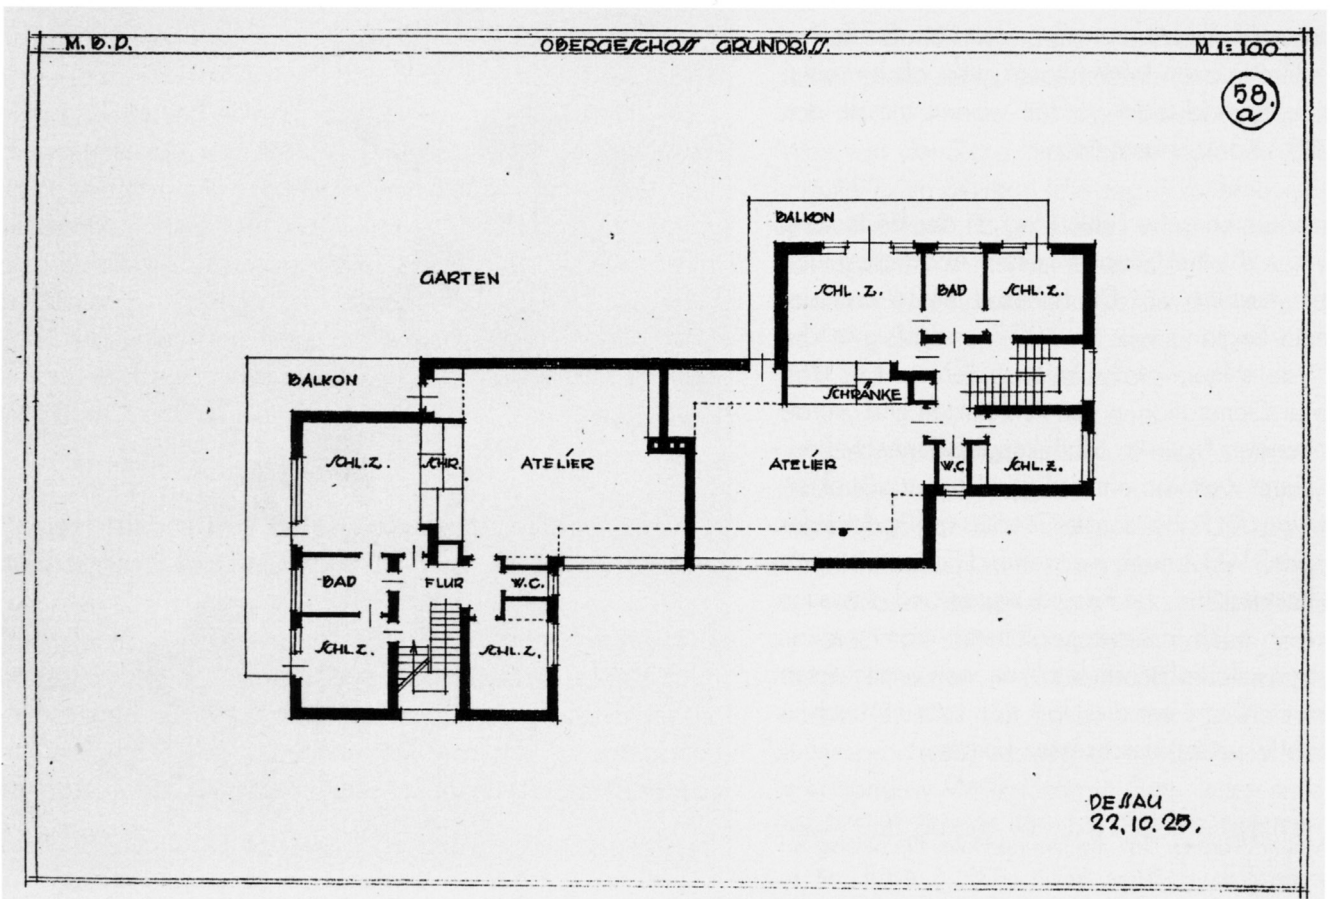 M. B. D.
OBERGESCHOSS GRUNDRISS.
M 1 = 100
58.
a
BALKON
GARTEN
SCHL. Z.
BAD
SCHL. Z.
BALKON
SCHRÄNKE
SCHL. Z.
SCHR.
ATELIER
ATELIER
W.C.
SCHL. Z.
BAD
FLUR
W.C.
SCHL. Z.
SCHL. Z.
DESSAU
22.10.25.